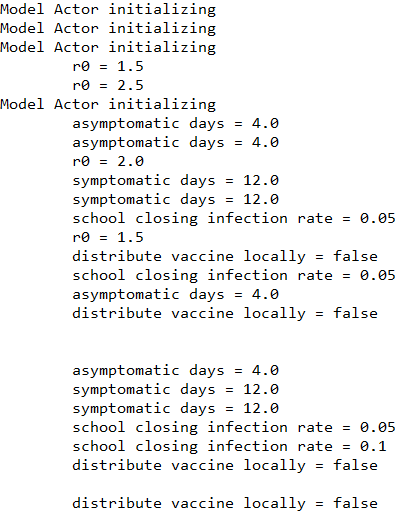 Model Actor initializing
Model Actor initializing
Model Actor initializing
r0 = 1.5
r0 = 2.5
Model Actor initializing
asymptomatic days = 4.0
asymptomatic days = 4.0
r0 = 2.0
symptomatic days = 12.0
symptomatic days = 12.0
school closing infection rate = 0.05
r0 = 1.5
distribute vaccine locally = false
school closing infection rate = 0.05
asymptomatic days = 4.0
distribute vaccine locally = false
asymptomatic days = 4.0
symptomatic days = 12.0
symptomatic days = 12.0
school closing infection rate = 0.05
school closing infection rate = 0.1
distribute vaccine locally = false
distribute vaccine locally = false